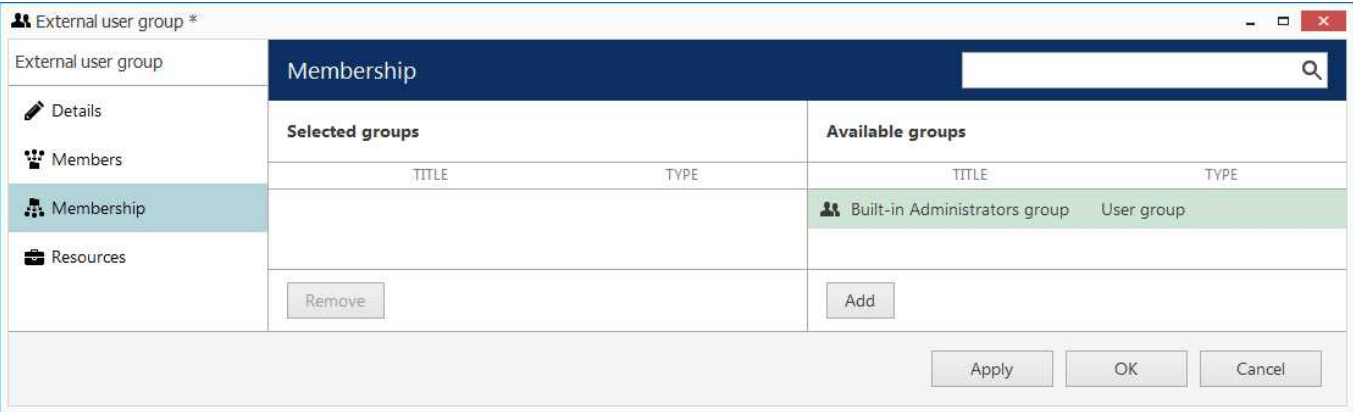 External user group *
External user group
Details
Members
Membership
Resources
Membership
Selected groups
TITLE TYPE
Remove
Available groups
TITLE TYPE
Built-in Administrators group User group
Add
Apply OK Cancel